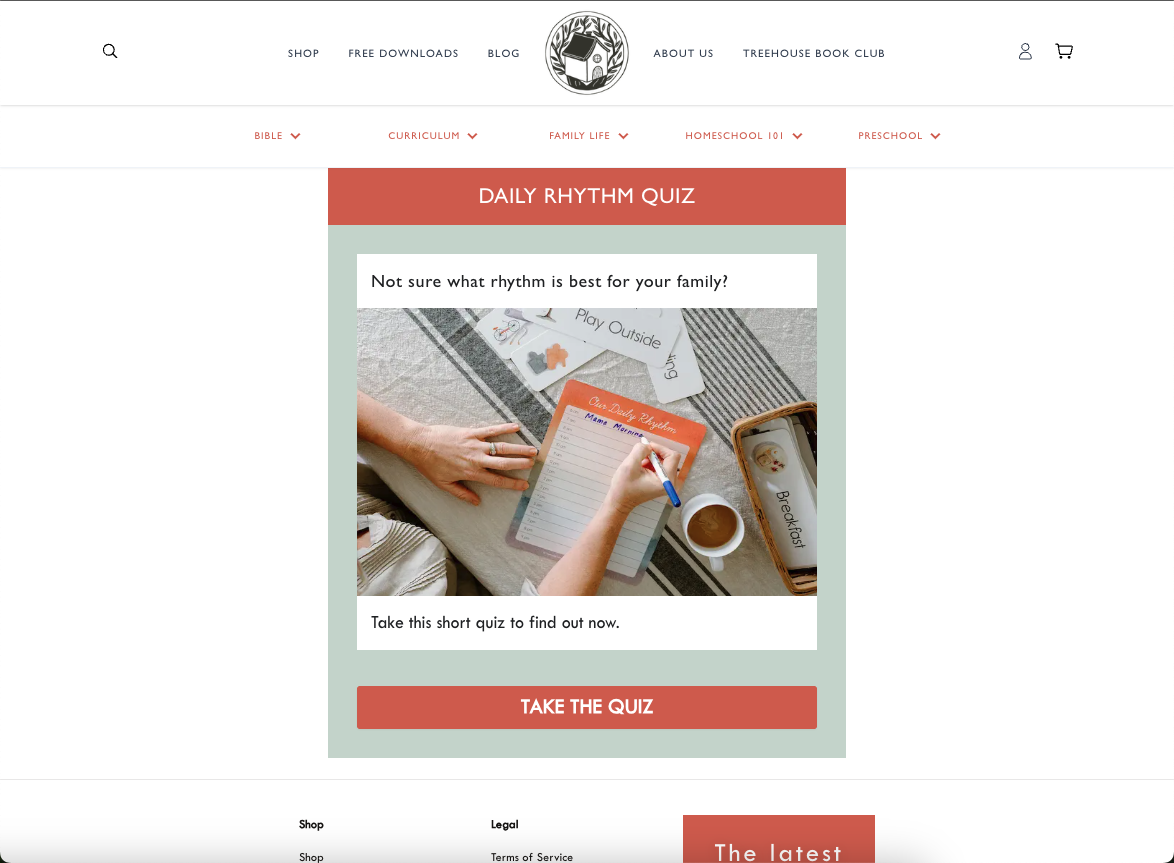 SHOP
FREE DOWNLOADS
BLOG
ABOUT US
TREEHOUSE BOOK CLUB
BIBLE
CURRICULUM
FAMILY LIFE
HOMESCHOOL 101
PRESCHOOL
DAILY RHYTHM QUIZ
Not sure what rhythm is best for your family?
Play Outside
ing
Our Daily Rhythm
Mama Morning
Breakfast
Take this short quiz to find out now.
TAKE THE QUIZ
Shop
Legal
Shop
Terms of Service
The latest